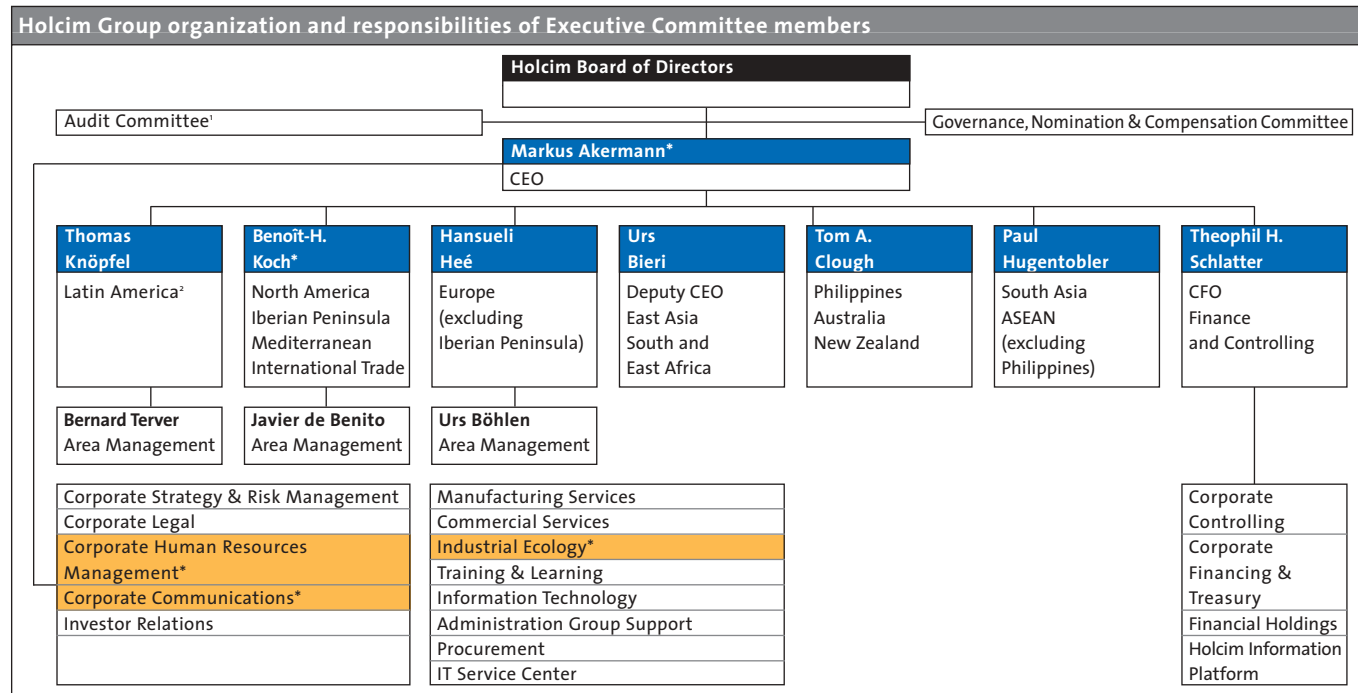 Holcim Group organization and responsibilities of Executive Committee members
Holcim Board of Directors
Audit Committee¹
Governance, Nomination & Compensation Committee
Markus Akermann*
CEO
Thomas
Knöpfel
Latin America²
Benoît-H.
Koch*
North America
Iberian Peninsula
Mediterranean
International Trade
Hansueli
Heé
Europe
(excluding
Iberian Peninsula)
Urs
Bieri
Deputy CEO
East Asia
South and
East Africa
Tom A.
Clough
Philippines
Australia
New Zealand
Paul
Hugentobler
South Asia
ASEAN
(excluding
Philippines)
Theophil H.
Schlatter
CFO
Finance
and Controlling
Bernard Terver
Area Management
Javier de Benito
Area Management
Urs Böhlen
Area Management
Corporate Strategy & Risk Management
Corporate Legal
Corporate Human Resources
Management*
Corporate Communications*
Investor Relations
Manufacturing Services
Commercial Services
Industrial Ecology*
Training & Learning
Information Technology
Administration Group Support
Procurement
IT Service Center
Corporate
Controlling
Corporate
Financing &
Treasury
Financial Holdings
Holcim Information
Platform